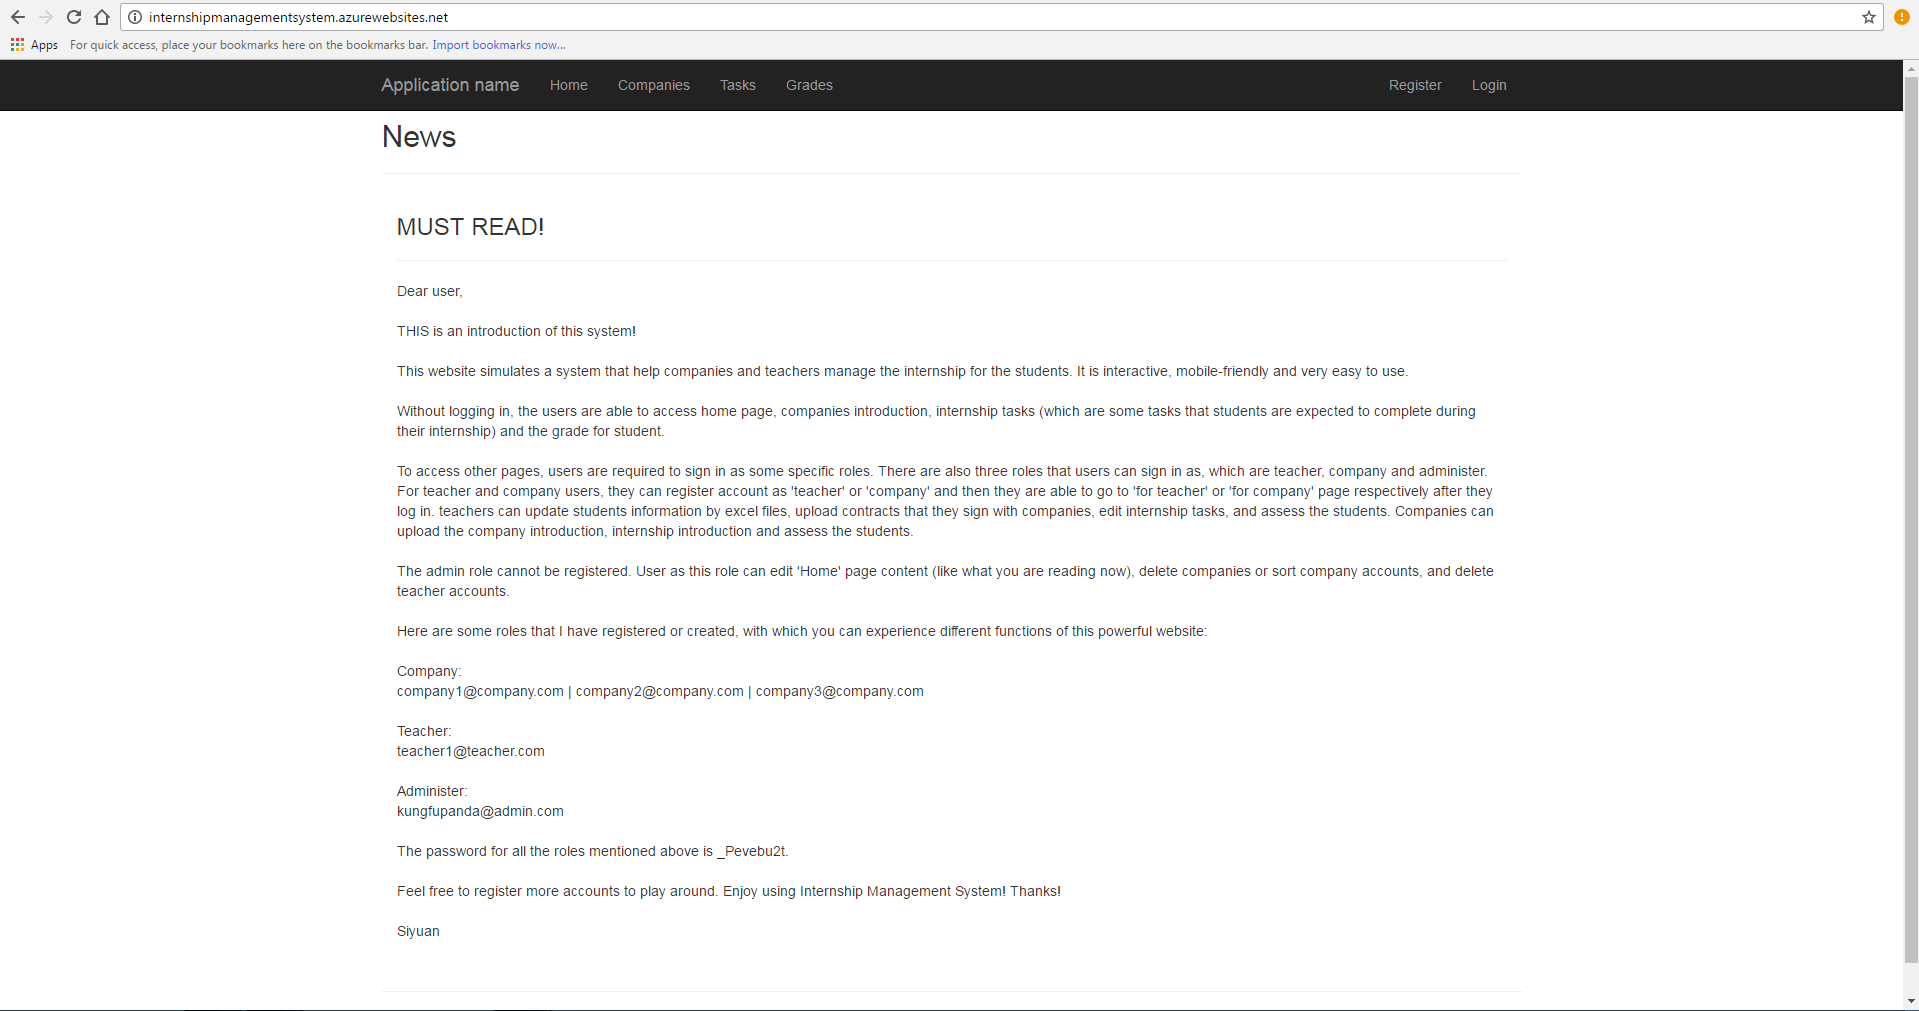 internshipmanagementsystem.azurewebsites.net
Apps For quick access, place your bookmarks here on the bookmarks bar. Import bookmarks now...
Application name Home Companies Tasks Grades Register Login
News
MUST READ!
Dear user,
THIS is an introduction of this system!
This website simulates a system that help companies and teachers manage the internship for the students. It is interactive, mobile-friendly and very easy to use.
Without logging in, the users are able to access home page, companies introduction, internship tasks (which are some tasks that students are expected to complete during
their internship) and the grade for student.
To access other pages, users are required to sign in as some specific roles. There are also three roles that users can sign in as, which are teacher, company and administer.
For teacher and company users, they can register account as 'teacher' or 'company' and then they are able to go to 'for teacher' or 'for company' page respectively after they
log in. teachers can update students information by excel files, upload contracts that they sign with companies, edit internship tasks, and assess the students. Companies can
upload the company introduction, internship introduction and assess the students.
The admin role cannot be registered. User as this role can edit 'Home' page content (like what you are reading now), delete companies or sort company accounts, and delete
teacher accounts.
Here are some roles that I have registered or created, with which you can experience different functions of this powerful website:
Company:
company1@company.com | company2@company.com | company3@company.com
Teacher:
teacher1@teacher.com
Administer:
kungfupanda@admin.com
The password for all the roles mentioned above is _Pevebu2t.
Feel free to register more accounts to play around. Enjoy using Internship Management System! Thanks!
Siyuan